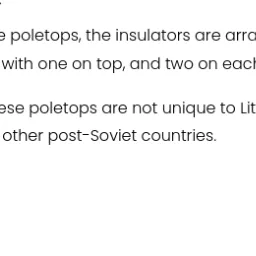 e poletops, the insulators are arra
with one on top, and two on each
ese poletops are not unique to Lit
other post-Soviet countries.